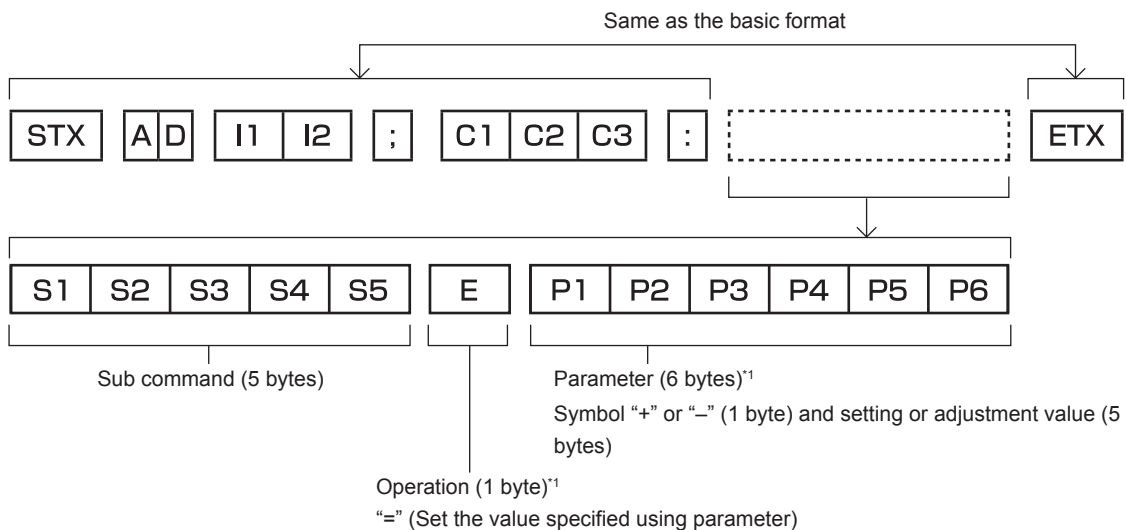 Same as the basic format
STX A D I1 I2 ; C1 C2 C3 : ETX
S1 S2 S3 S4 S5 E P1 P2 P3 P4 P5 P6
Sub command (5 bytes)
Parameter (6 bytes)*1
Symbol “+” or “–” (1 byte) and setting or adjustment value (5
bytes)
Operation (1 byte)*1
“=” (Set the value specified using parameter)